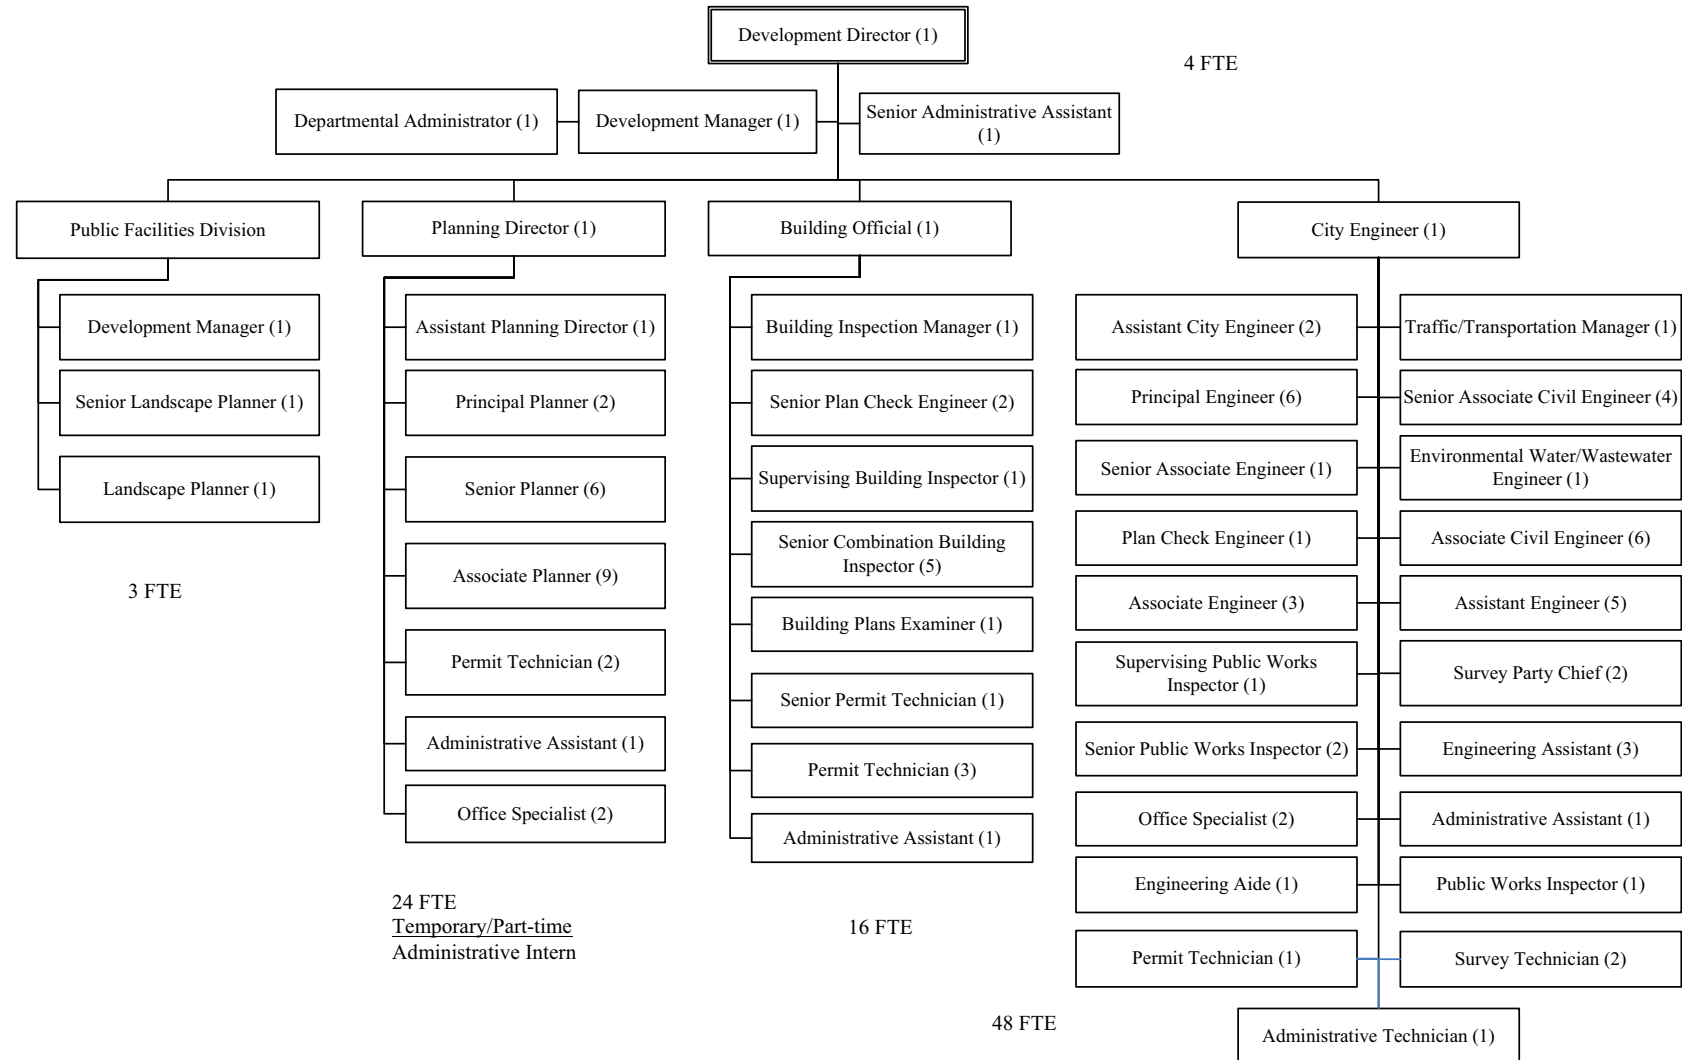 Development Director (1)
4 FTE
Departmental Administrator (1)
Development Manager (1)
Senior Administrative Assistant
(1)
Public Facilities Division
Development Manager (1)
Senior Landscape Planner (1)
Landscape Planner (1)
3 FTE
Planning Director (1)
Assistant Planning Director (1)
Principal Planner (2)
Senior Planner (6)
Associate Planner (9)
Permit Technician (2)
Administrative Assistant (1)
Office Specialist (2)
24 FTE
Temporary/Part-time
Administrative Intern
Building Official (1)
Building Inspection Manager (1)
Senior Plan Check Engineer (2)
Supervising Building Inspector (1)
Senior Combination Building
Inspector (5)
Building Plans Examiner (1)
Senior Permit Technician (1)
Permit Technician (3)
Administrative Assistant (1)
16 FTE
City Engineer (1)
Assistant City Engineer (2)
Traffic/Transportation Manager (1)
Principal Engineer (6)
Senior Associate Civil Engineer (4)
Senior Associate Engineer (1)
Environmental Water/Wastewater
Engineer (1)
Plan Check Engineer (1)
Associate Civil Engineer (6)
Associate Engineer (3)
Assistant Engineer (5)
Supervising Public Works
Inspector (1)
Survey Party Chief (2)
Senior Public Works Inspector (2)
Engineering Assistant (3)
Office Specialist (2)
Administrative Assistant (1)
Engineering Aide (1)
Public Works Inspector (1)
Permit Technician (1)
Survey Technician (2)
Administrative Technician (1)
48 FTE